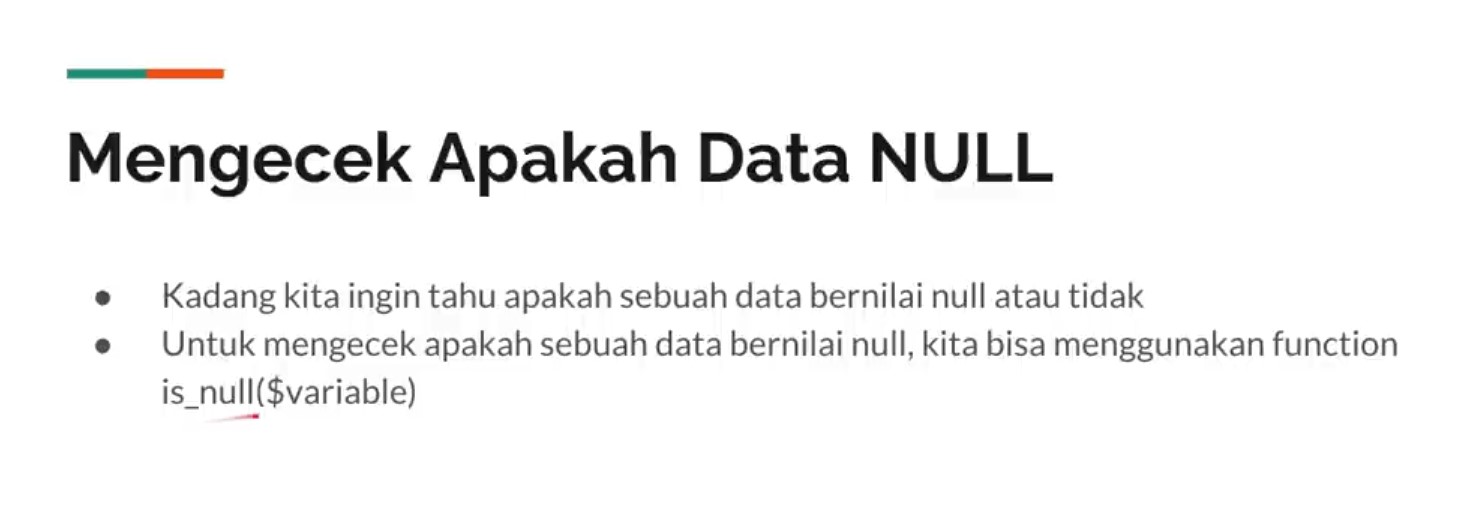 Mengecek Apakah Data NULL
● Kadang kita ingin tahu apakah sebuah data bernilai null atau tidak
● Untuk mengecek apakah sebuah data bernilai null, kita bisa menggunakan function
is_null($variable)